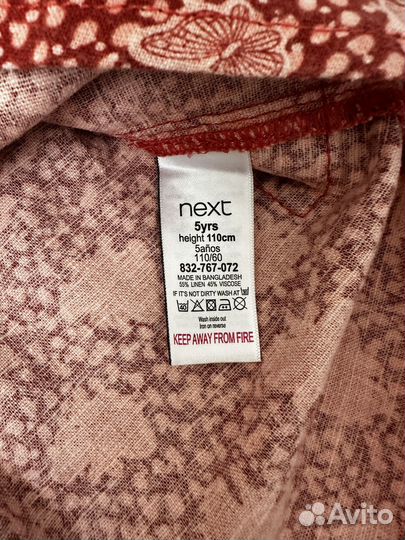 next
5yrs
height 110cm
5años
110/60
832-767-072
MADE IN BANGLADESH
55% LINEN 45% VISCOSE
IF IT'S NOT DIRTY WASH AT
Wash inside out
Iron on reverse
KEEP AWAY FROM FIRE
Avito